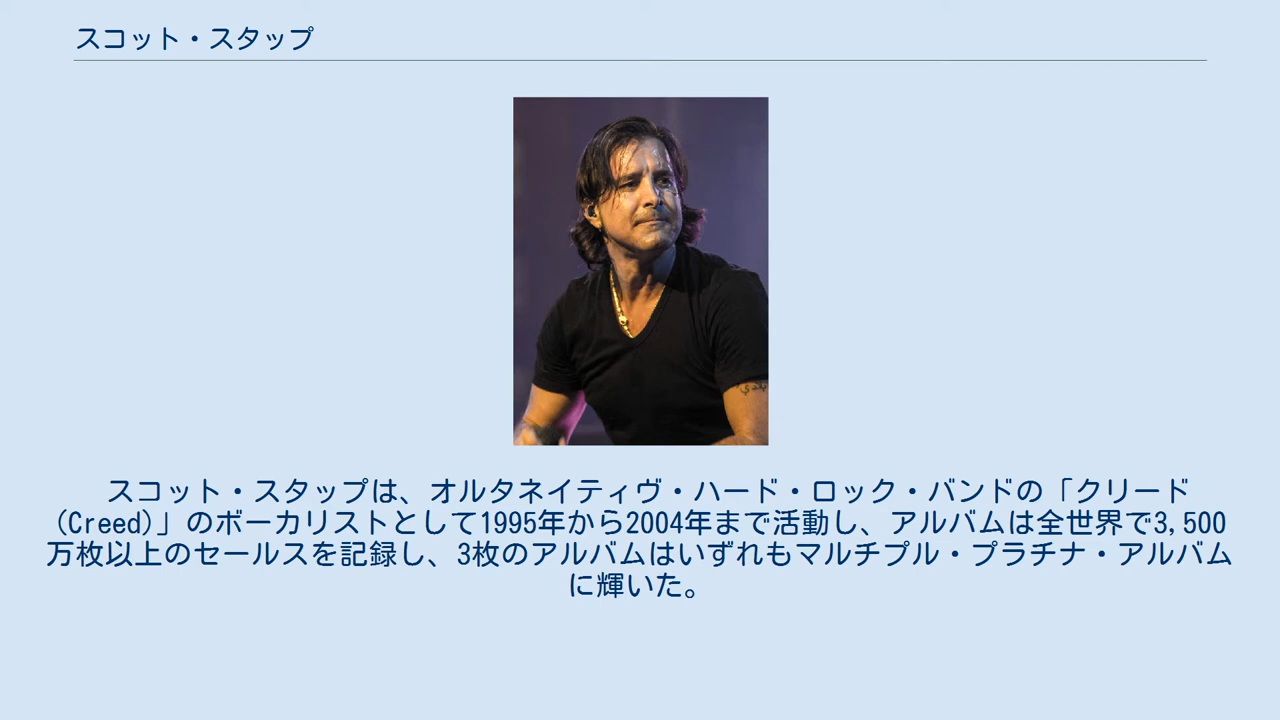 スコット・スタップ
スコット・スタップは、オルタネイティヴ・ハード・ロック・バンドの「クリード
(Creed)」のボーカリストとして1995年から2004年まで活動し、アルバムは全世界で3,500
万枚以上のセールスを記録し、3枚のアルバムはいずれもマルチプル・プラチナ・アルバム
に輝いた。